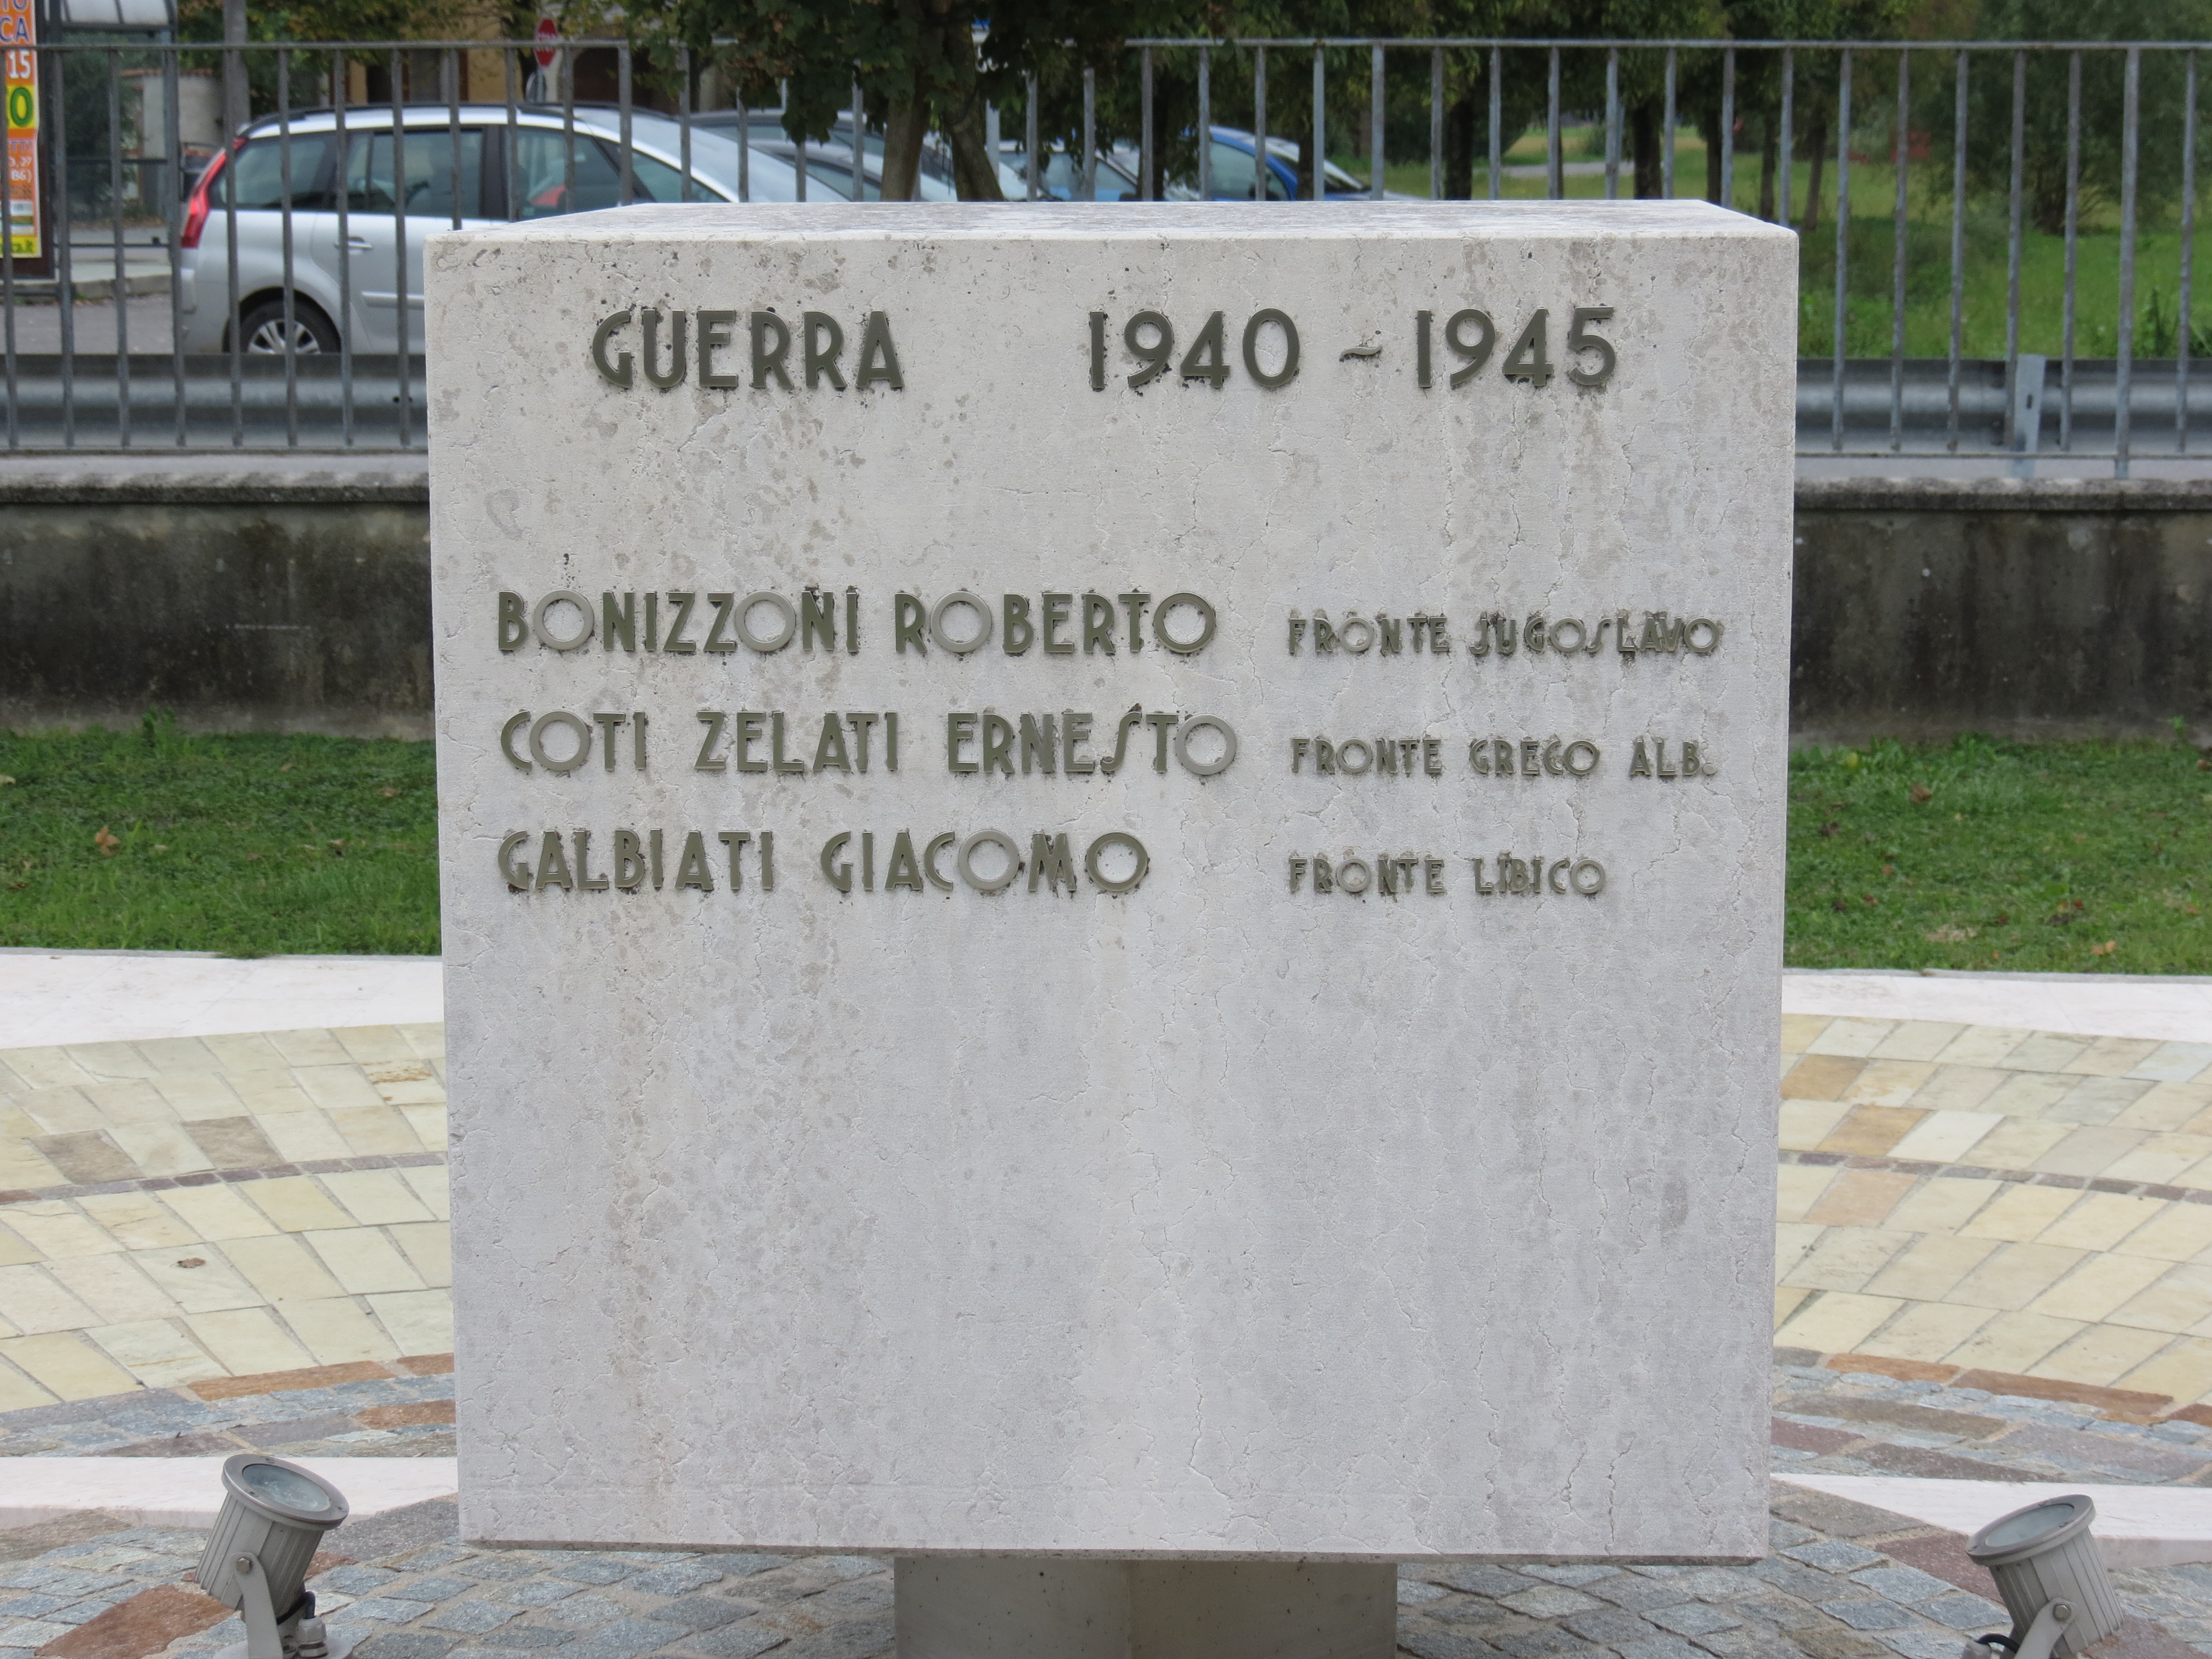 GUERRA 1940 ~ 1945
BONIZZONI ROBERTO FRONTE JUGOSLAVO
COTI ZELATI ERNESTO FRONTE GRECO ALB.
GALBIATI GIACOMO FRONTE LIBICO